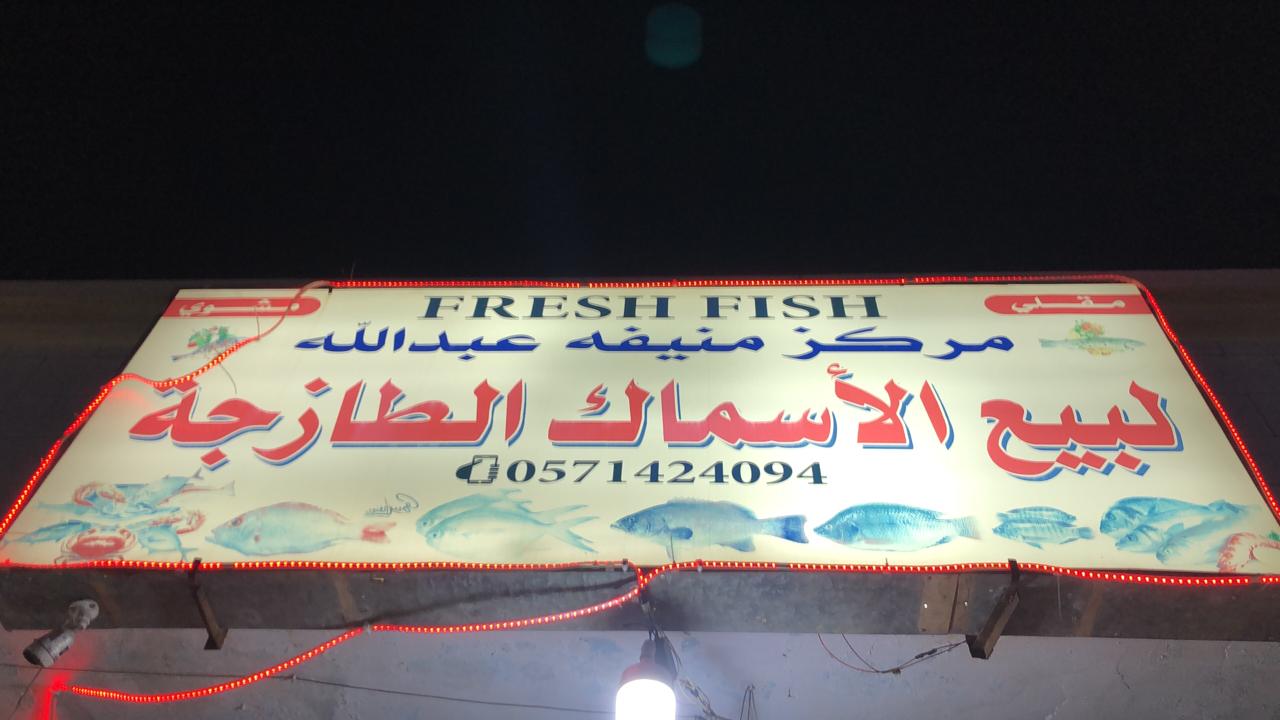 FRESH FISH
مقلي
مشوي
مركز منيفه عبدالله
لبيع الأسماك الطازجة
0571424094